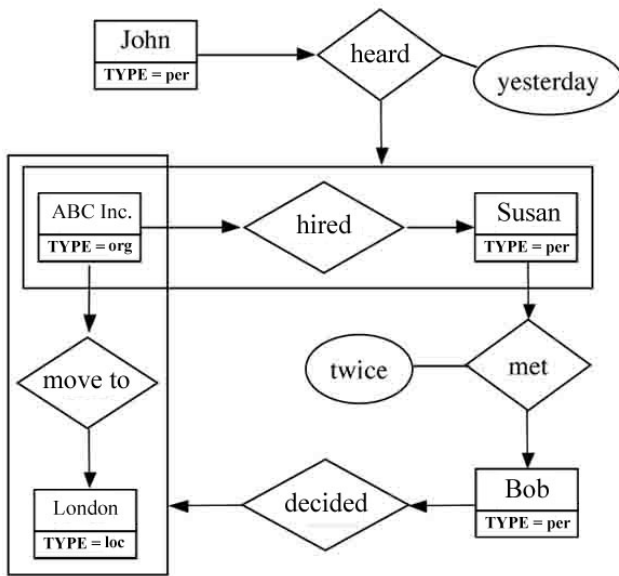 John
TYPE = per
heard
yesterday
ABC Inc.
TYPE = org
hired
Susan
TYPE = per
move to
twice
met
London
TYPE = loc
decided
Bob
TYPE = per